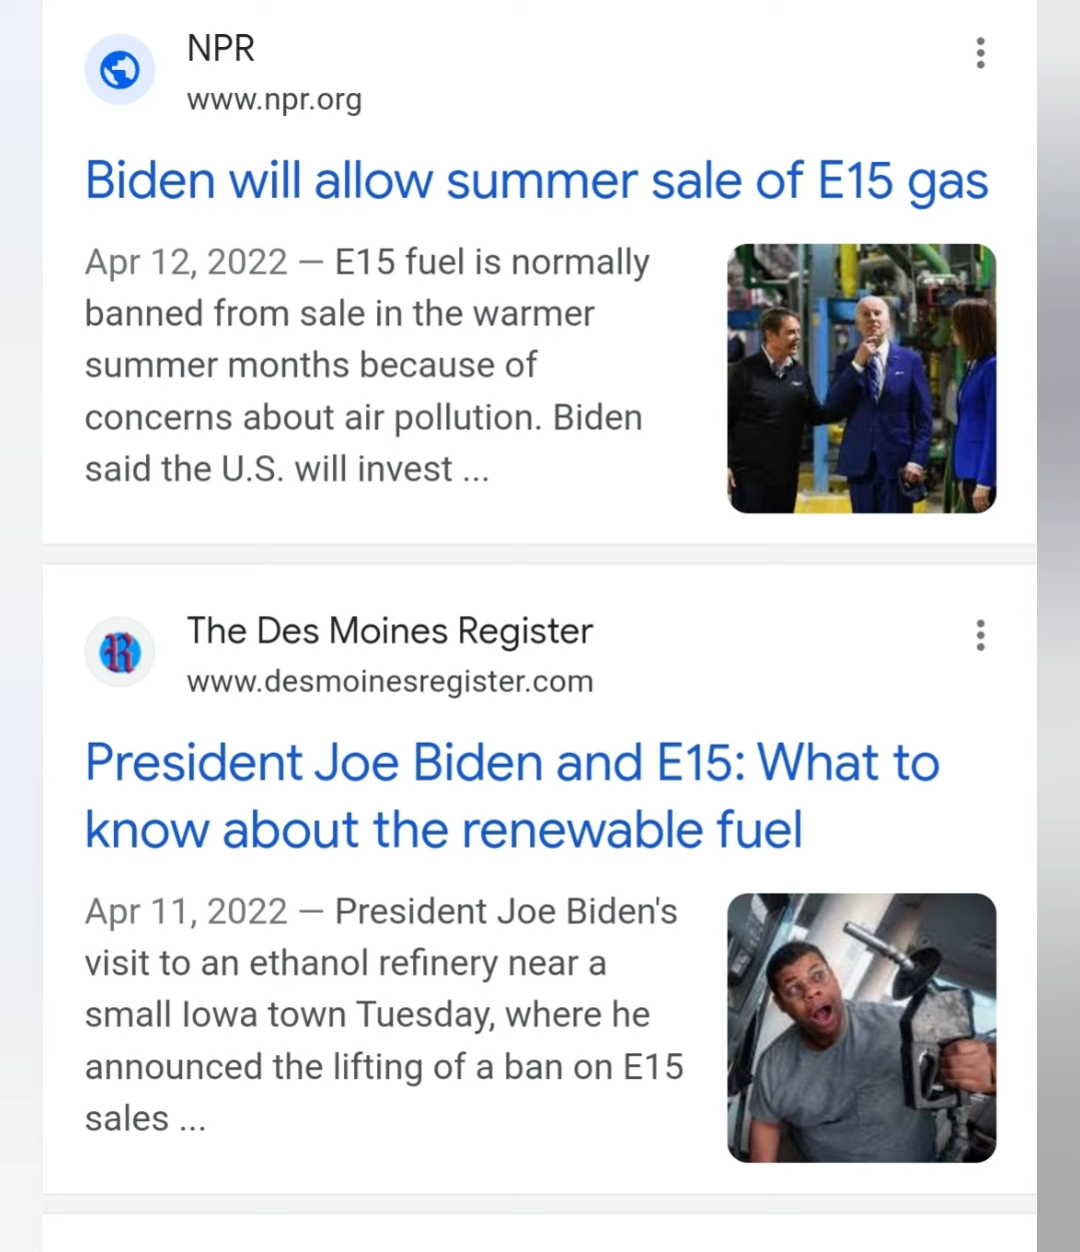 NPR
www.npr.org
Biden will allow summer sale of E15 gas
Apr 12, 2022 — E15 fuel is normally
banned from sale in the warmer
summer months because of
concerns about air pollution. Biden
said the U.S. will invest ...
R
The Des Moines Register
www.desmoinesregister.com
President Joe Biden and E15: What to
know about the renewable fuel
Apr 11, 2022 — President Joe Biden's
visit to an ethanol refinery near a
small Iowa town Tuesday, where he
announced the lifting of a ban on E15
sales ...